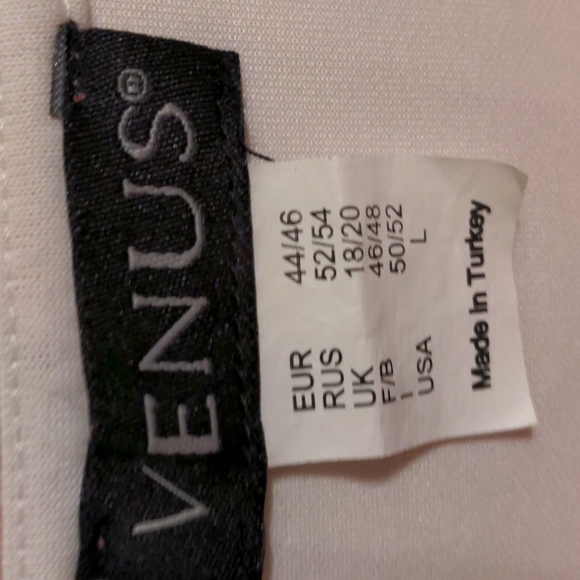 VENUS®
EUR 44/46
RUS 52/54
UK 18/20
F/B 46/48
I 50/52
USA L
Made In Turkey